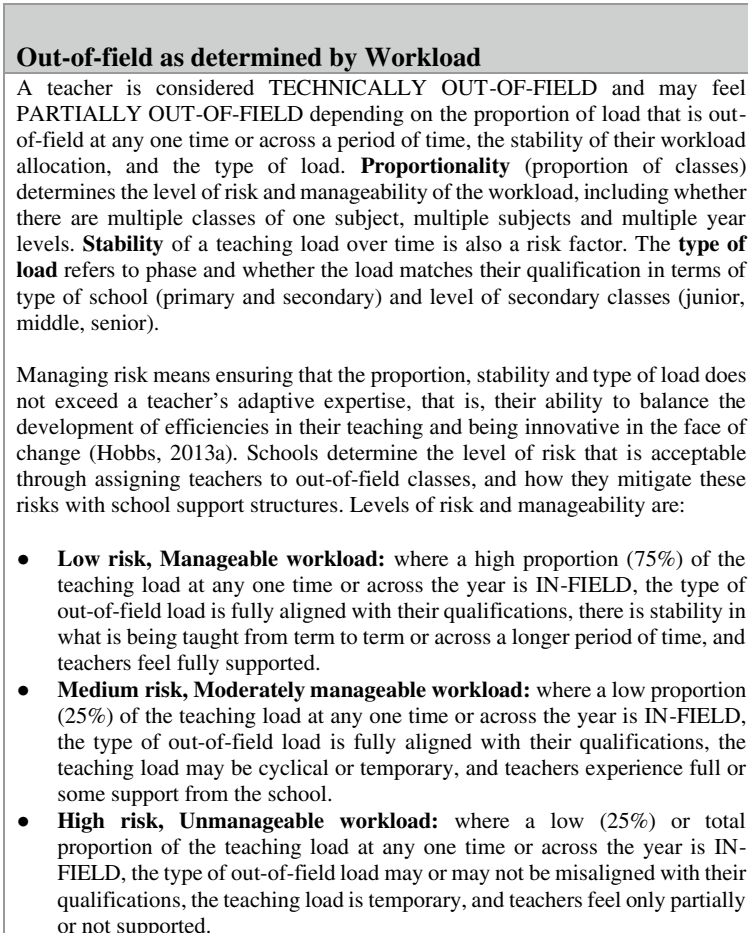 Out-of-field as determined by Workload
A teacher is considered TECHNICALLY OUT-OF-FIELD and may feel
PARTIALLY OUT-OF-FIELD depending on the proportion of load that is out-
of-field at any one time or across a period of time, the stability of their workload
allocation, and the type of load. Proportionality (proportion of classes)
determines the level of risk and manageability of the workload, including whether
there are multiple classes of one subject, multiple subjects and multiple year
levels. Stability of a teaching load over time is also a risk factor. The type of
load refers to phase and whether the load matches their qualification in terms of
type of school (primary and secondary) and level of secondary classes (junior,
middle, senior).
Managing risk means ensuring that the proportion, stability and type of load does
not exceed a teacher's adaptive expertise, that is, their ability to balance the
development of efficiencies in their teaching and being innovative in the face of
change (Hobbs, 2013a). Schools determine the level of risk that is acceptable
through assigning teachers to out-of-field classes, and how they mitigate these
risks with school support structures. Levels of risk and manageability are:
● Low risk, Manageable workload: where a high proportion (75%) of the
teaching load at any one time or across the year is IN-FIELD, the type of
out-of-field load is fully aligned with their qualifications, there is stability in
what is being taught from term to term or across a longer period of time, and
teachers feel fully supported.
● Medium risk, Moderately manageable workload: where a low proportion
(25%) of the teaching load at any one time or across the year is IN-FIELD,
the type of out-of-field load is fully aligned with their qualifications, the
teaching load may be cyclical or temporary, and teachers experience full or
some support from the school.
● High risk, Unmanageable workload: where a low (25%) or total
proportion of the teaching load at any one time or across the year is IN-
FIELD, the type of out-of-field load may or may not be misaligned with their
qualifications, the teaching load is temporary, and teachers feel only partially
or not supported.